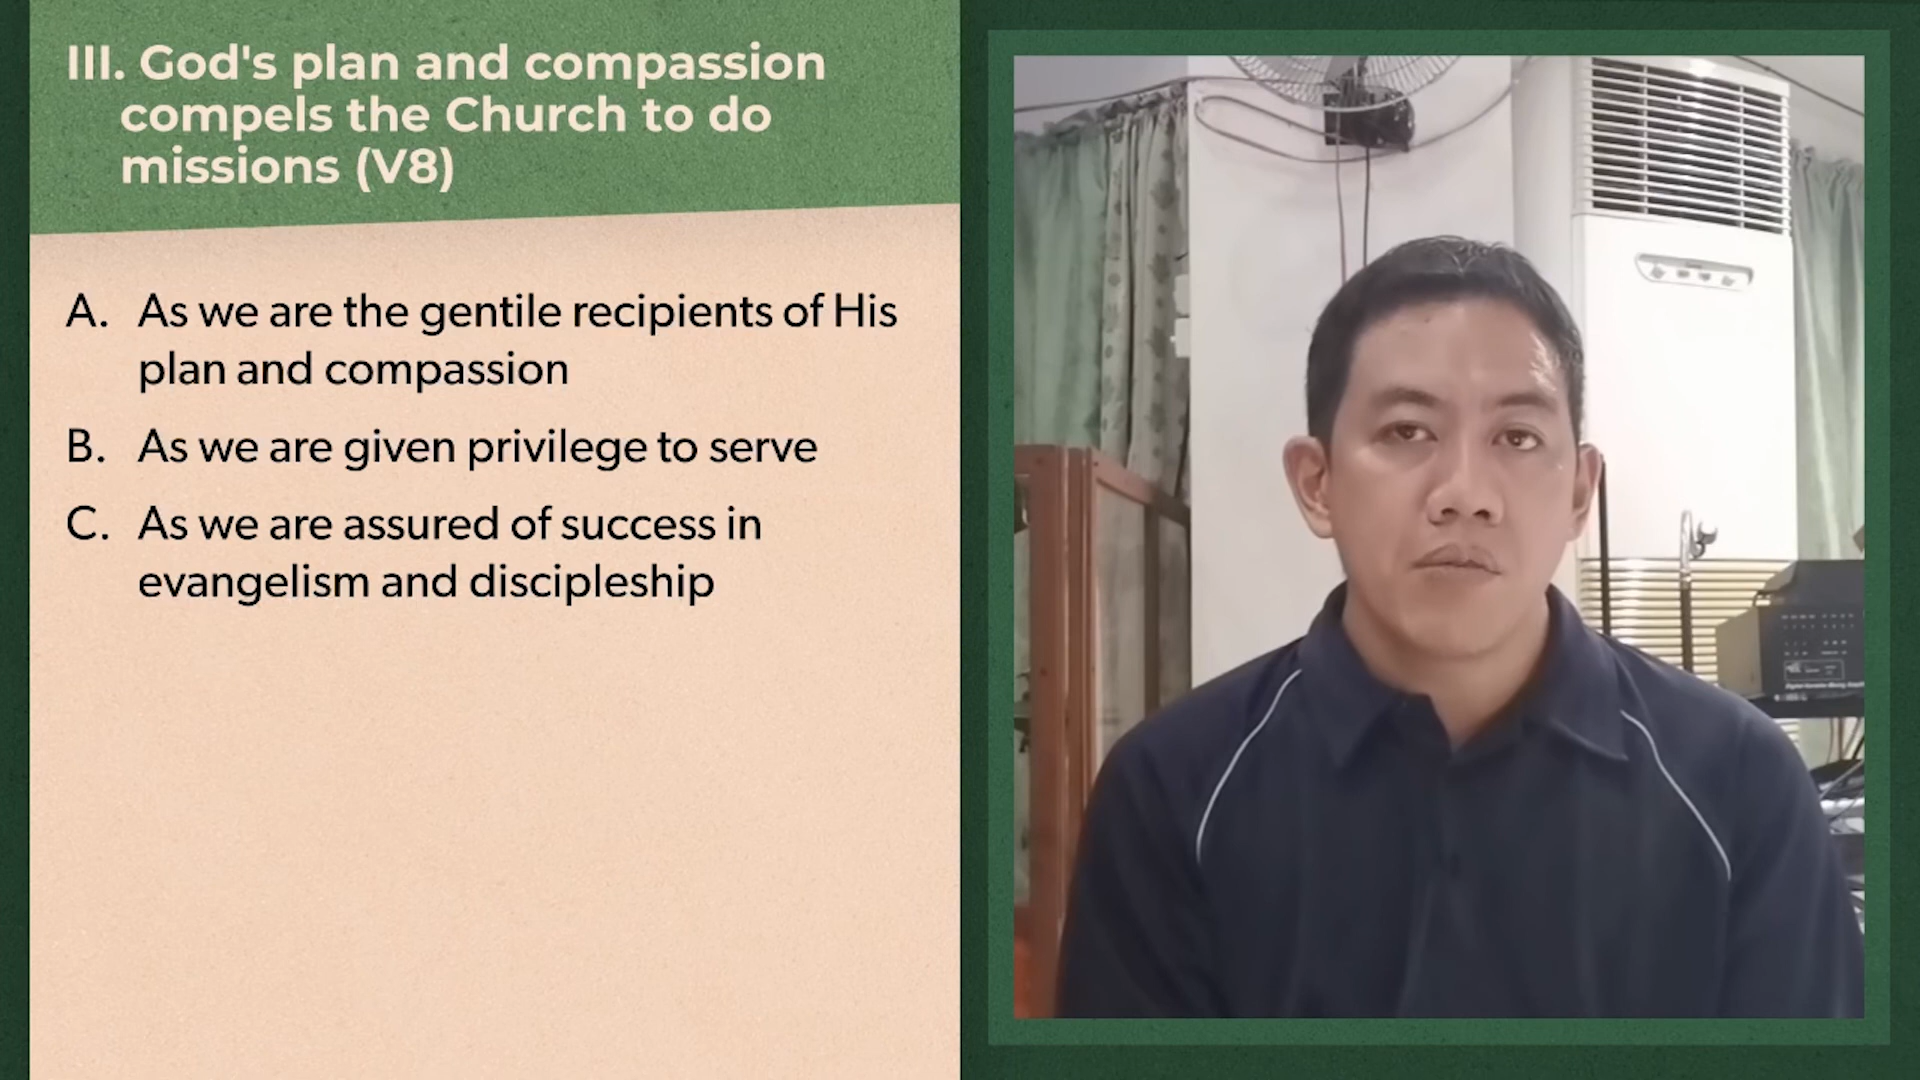 III. God's plan and compassion
compels the Church to do
missions (V8)
A. As we are the gentile recipients of His
plan and compassion
B. As we are given privilege to serve
C. As we are assured of success in
evangelism and discipleship